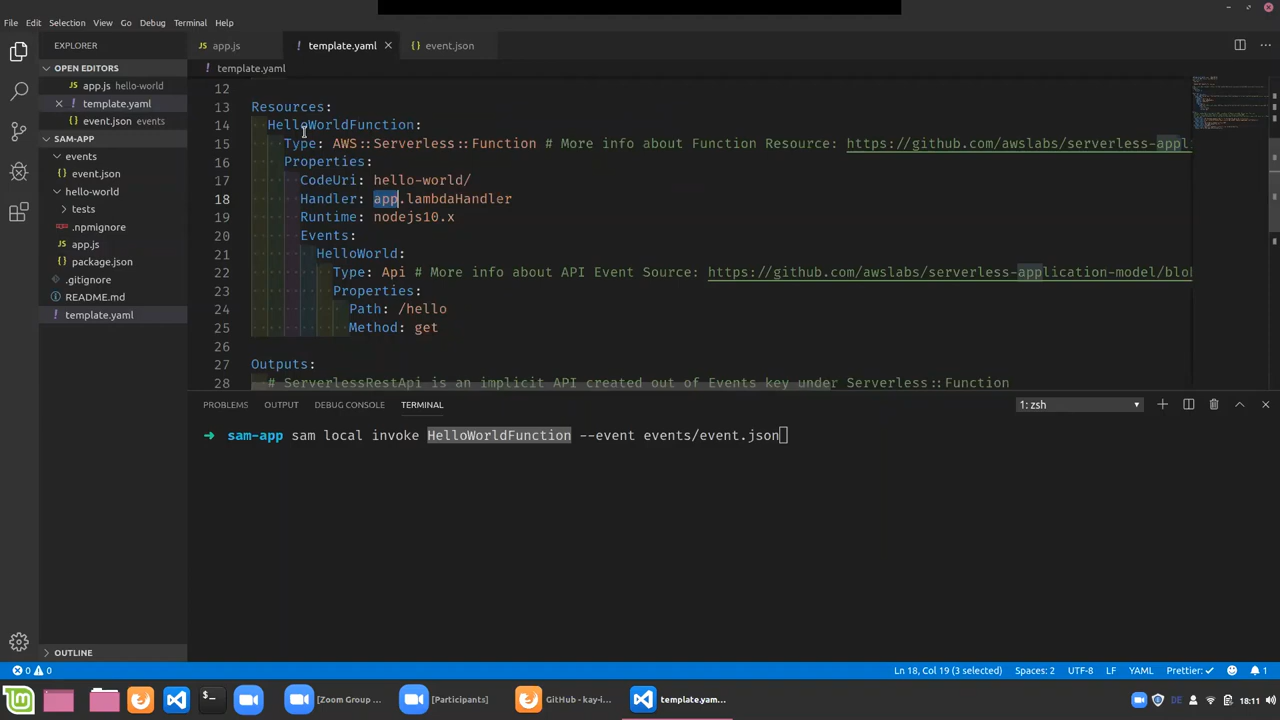 File Edit Selection View Go Debug Terminal Help
EXPLORER
OPEN EDITORS
app.js hello-world
template.yaml
event.json events
SAM-APP
events
event.json
hello-world
tests
.npmignore
app.js
package.json
.gitignore
README.md
template.yaml
OUTLINE
app.js
template.yaml
event.json
template.yaml
12
13 Resources:
14 HelloWorldFunction:
15 Type: AWS::Serverless::Function # More info about Function Resource: https://github.com/awslabs/serverless-appl
16 Properties:
17 CodeUri: hello-world/
18 Handler: app.lambdaHandler
19 Runtime: nodejs10.x
20 Events:
21 HelloWorld:
22 Type: Api # More info about API Event Source: https://github.com/awslabs/serverless-application-model/blob
23 Properties:
24 Path: /hello
25 Method: get
26
27 Outputs:
28 # ServerlessRestApi is an implicit API created out of Events key under Serverless::Function
PROBLEMS OUTPUT DEBUG CONSOLE TERMINAL
1: zsh
➜ sam-app sam local invoke HelloWorldFunction --event events/event.json
0 0
Ln 18, Col 19 (3 selected) Spaces: 2 UTF-8 LF YAML Prettier: ✓ 1
[Zoom Group ...
[Participants]
GitHub - kay-i...
template.yam...
DE
18:11